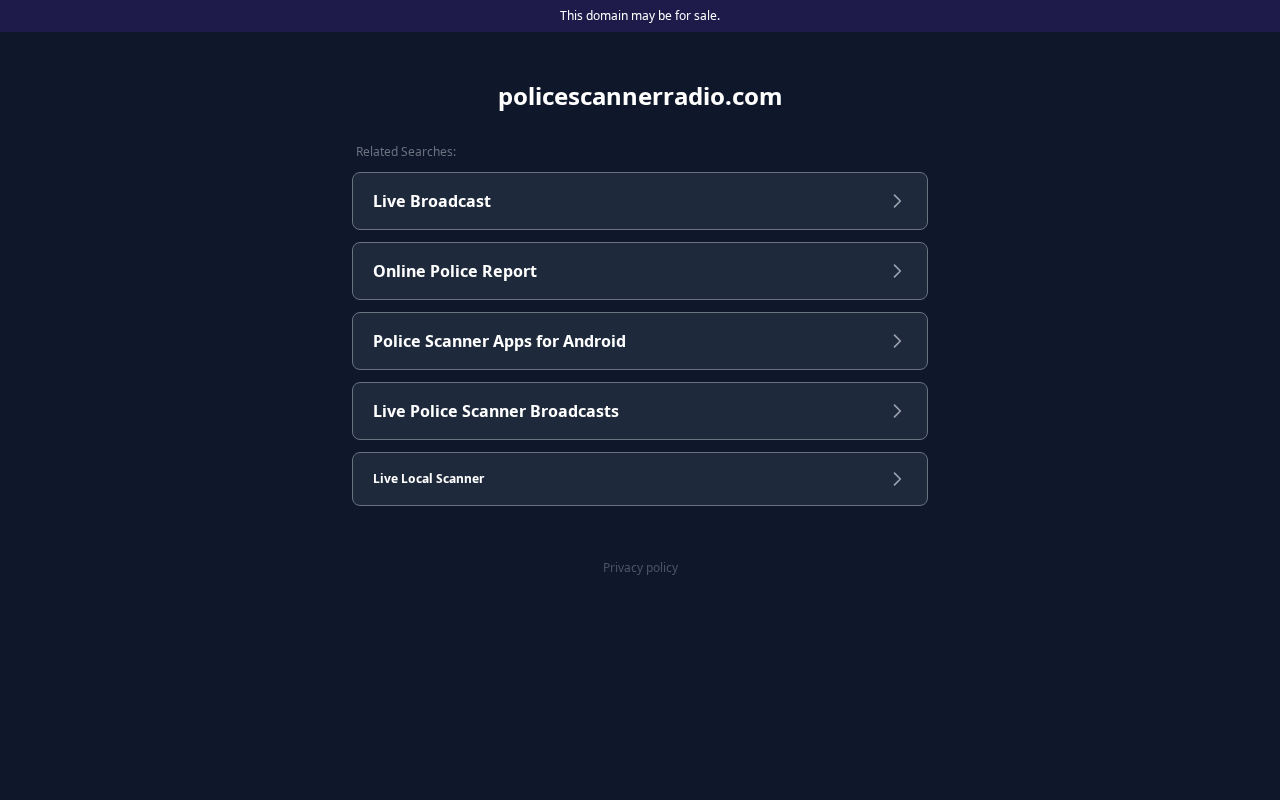 This domain may be for sale.
policescannerradio.com
Related Searches:
Live Broadcast
Online Police Report
Police Scanner Apps for Android
Live Police Scanner Broadcasts
Live Local Scanner
Privacy policy